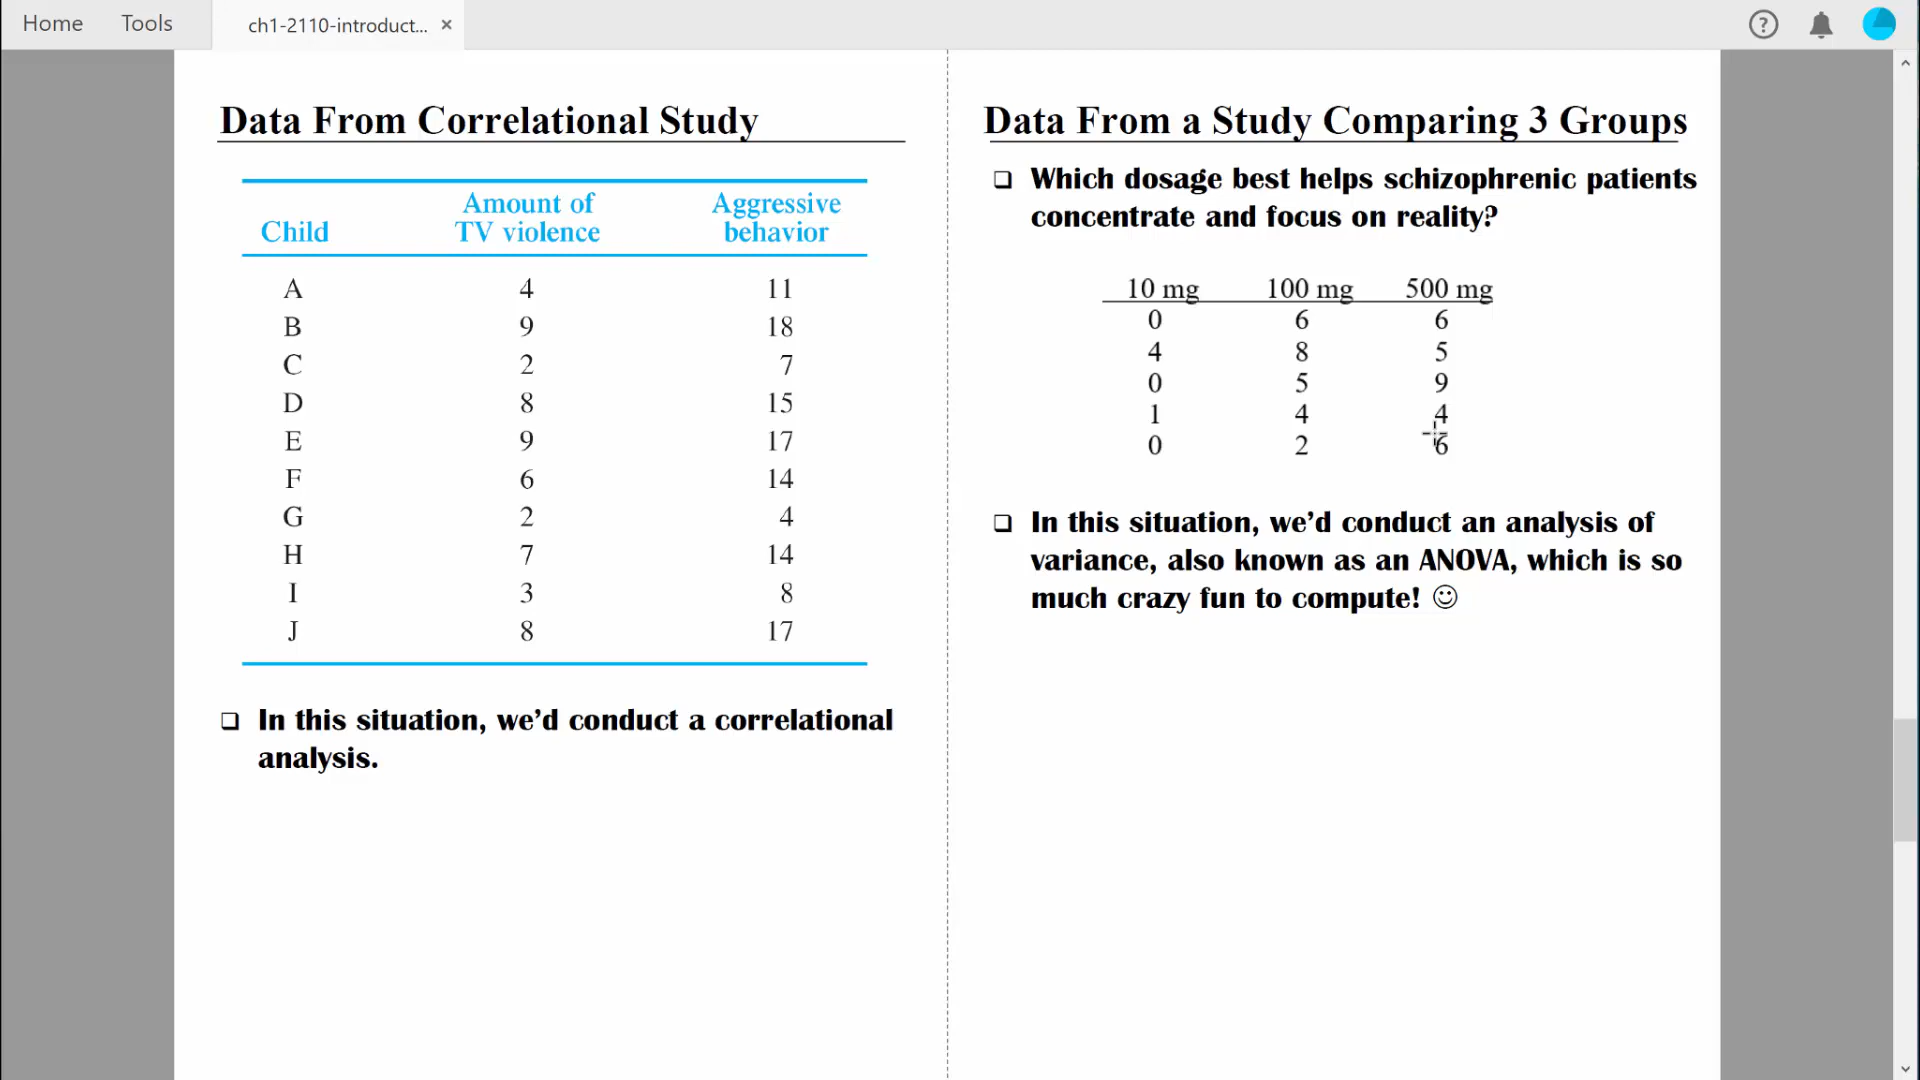 Home Tools ch1-2110-introduct... ×
Data From Correlational Study
Child Amount of TV violence Aggressive behavior
A 4 11
B 9 18
C 2 7
D 8 15
E 9 17
F 6 14
G 2 4
H 7 14
I 3 8
J 8 17
❑ In this situation, we’d conduct a correlational
analysis.
Data From a Study Comparing 3 Groups
❑ Which dosage best helps schizophrenic patients
concentrate and focus on reality?
10 mg 100 mg 500 mg
0 6 6
4 8 5
0 5 9
1 4 4
0 2 6
❑ In this situation, we’d conduct an analysis of
variance, also known as an ANOVA, which is so
much crazy fun to compute! ☺